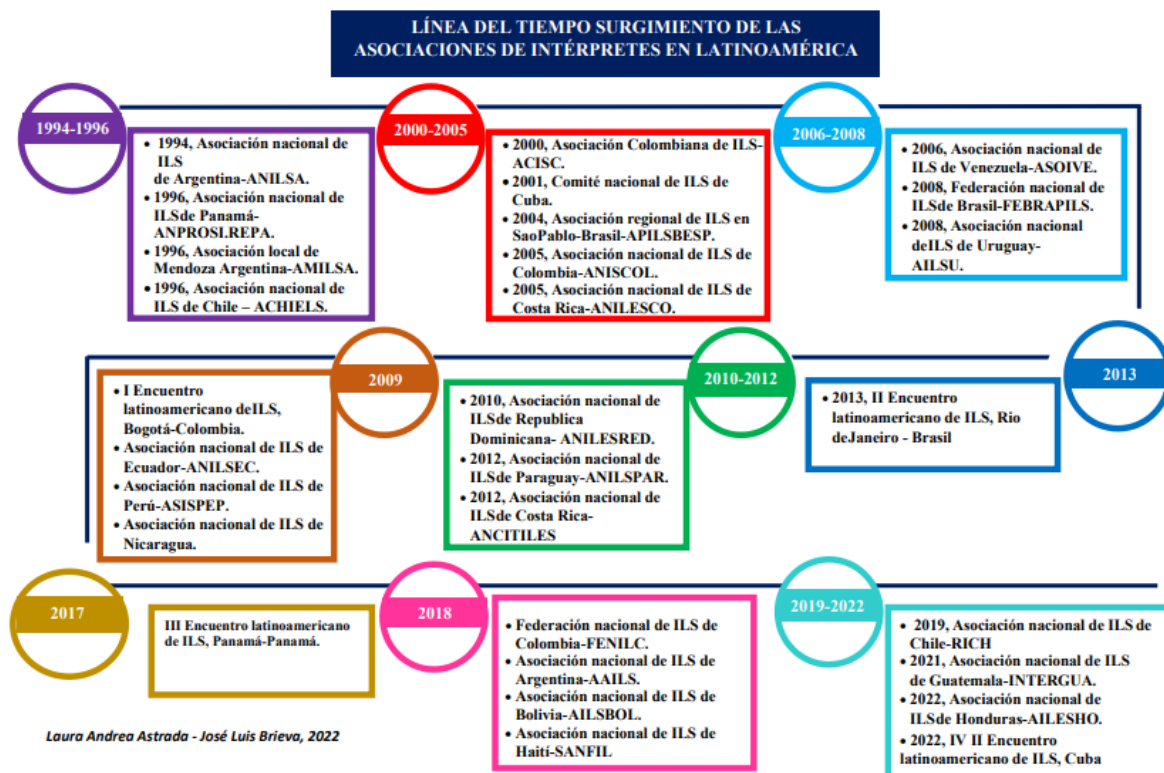 LÍNEA DEL TIEMPO SURGIMIENTO DE LAS
ASOCIACIONES DE INTÉRPRETES EN LATINOAMÉRICA
1994-1996
• 1994, Asociación nacional de
ILS
de Argentina-ANILSA.
• 1996, Asociación nacional de
ILSde Panamá-
ANPROSI.REPA.
• 1996, Asociación local de
Mendoza Argentina-AMILSA.
• 1996, Asociación nacional de
ILS de Chile – ACHIELS.
2000-2005
• 2000, Asociación Colombiana de ILS-
ACISC.
• 2001, Comité nacional de ILS de
Cuba.
• 2004, Asociación regional de ILS en
SaoPablo-Brasil-APILSBESP.
• 2005, Asociación nacional de ILS de
Colombia-ANISCOL.
• 2005, Asociación nacional de ILS de
Costa Rica-ANILESCO.
2006-2008
• 2006, Asociación nacional de
ILS de Venezuela-ASOIVE.
• 2008, Federación nacional de
ILSde Brasil-FEBRAPILS.
• 2008, Asociación nacional
deILS de Uruguay-
AILSU.
2009
• I Encuentro
latinoamericano deILS,
Bogotá-Colombia.
• Asociación nacional de ILS de
Ecuador-ANILSEC.
• Asociación nacional de ILS de
Perú-ASISPEP.
• Asociación nacional de ILS de
Nicaragua.
2010-2012
• 2010, Asociación nacional de
ILSde Republica
Dominicana- ANILESRED.
• 2012, Asociación nacional de
ILSde Paraguay-ANILSPAR.
• 2012, Asociación nacional de
ILSde Costa Rica-
ANCITILES
2013
• 2013, II Encuentro
latinoamericano de ILS, Rio
deJaneiro - Brasil
2017
III Encuentro latinoamericano
de ILS, Panamá-Panamá.
2018
Federación nacional de ILS de
Colombia-FENILC.
• Asociación nacional de ILS de
Argentina-AAILS.
• Asociación nacional de ILS de
Bolivia-AILSBOL.
• Asociación nacional de ILS de
Haití-SANFIL
2019-2022
• 2019, Asociación nacional de ILS de
Chile-RICH
• 2021, Asociación nacional de ILS
de Guatemala-INTERGUA.
• 2022, Asociación nacional de
ILSde Honduras-AILESHO.
• 2022, IV II Encuentro
latinoamericano de ILS, Cuba
Laura Andrea Astrada - José Luis Brieva, 2022